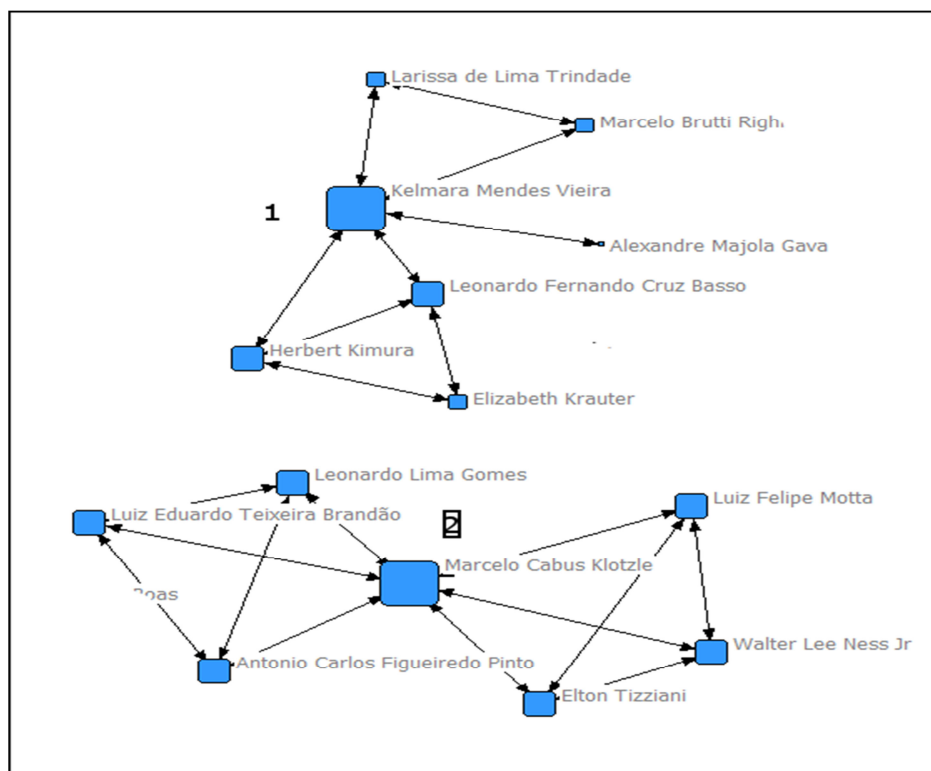 Larissa de Lima Trindade
Marcelo Brutti Righi
Kelmara Mendes Vieira
1
Alexandre Majola Gava
Leonardo Fernando Cruz Basso
Herbert Kimura
Elizabeth Krauter
Leonardo Lima Gomes
Luiz Felipe Motta
Luiz Eduardo Teixeira Brandão
2
Marcelo Cabus Klotzle
Walter Lee Ness Jr
Antonio Carlos Figueiredo Pinto
Elton Tizziani